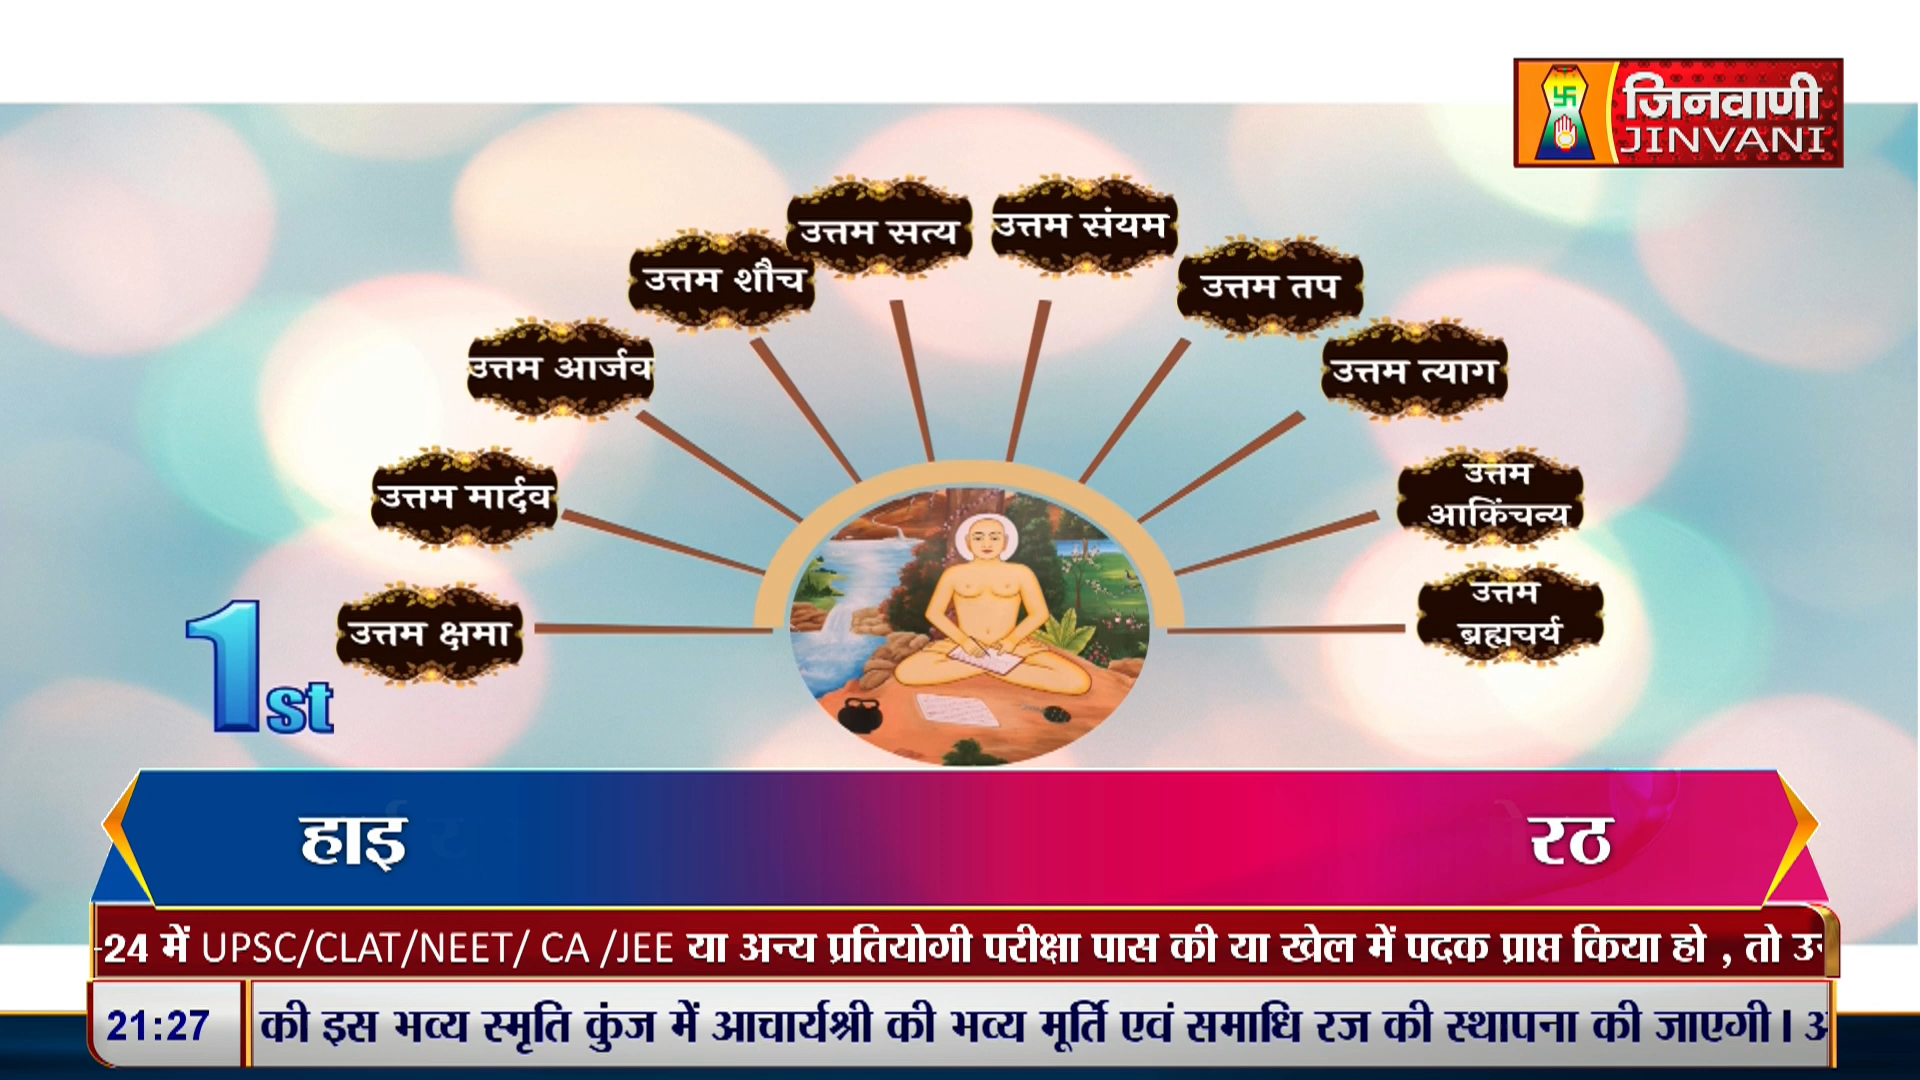 जिनवाणी
JINVANI
उत्तम सत्य
उत्तम संयम
उत्तम शौच
उत्तम तप
उत्तम आर्जव
उत्तम त्याग
उत्तम मार्दव
उत्तम
आकिंचन्य
उत्तम क्षमा
उत्तम
ब्रह्मचर्य
1st
हाइ
रठ
-24 में UPSC/CLAT/NEET/ CA /JEE या अन्य प्रतियोगी परीक्षा पास की या खेल में पदक प्राप्त किया हो , तो
21:27
की इस भव्य स्मृति कुंज में आचार्यश्री की भव्य मूर्ति एवं समाधि रज की स्थापना की जाएगी ।